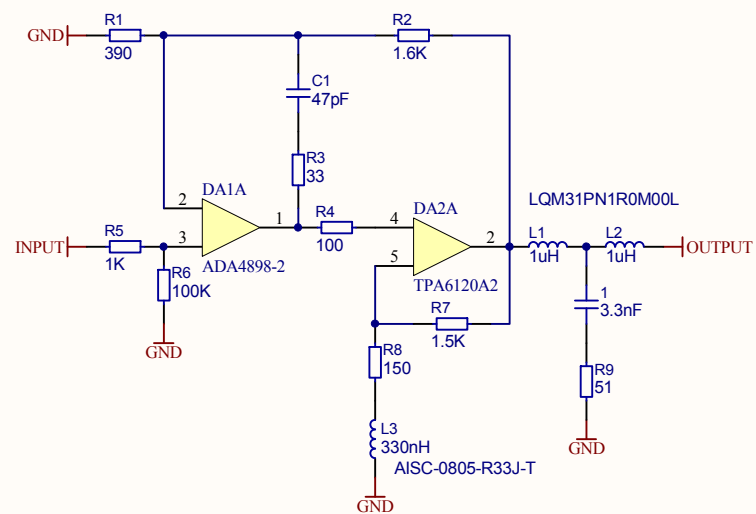 GND
R1
390
R2
1.6K
C1
47pF
R3
33
DA1A
2
3
1
ADA4898-2
INPUT
R5
1K
R6
100K
GND
R4
100
DA2A
4
5
2
TPA6120A2
R7
1.5K
R8
150
L3
330nH
AISC-0805-R33J-T
GND
LQM31PN1R0M00L
L1
1uH
L2
1uH
OUTPUT
1
3.3nF
R9
51
GND